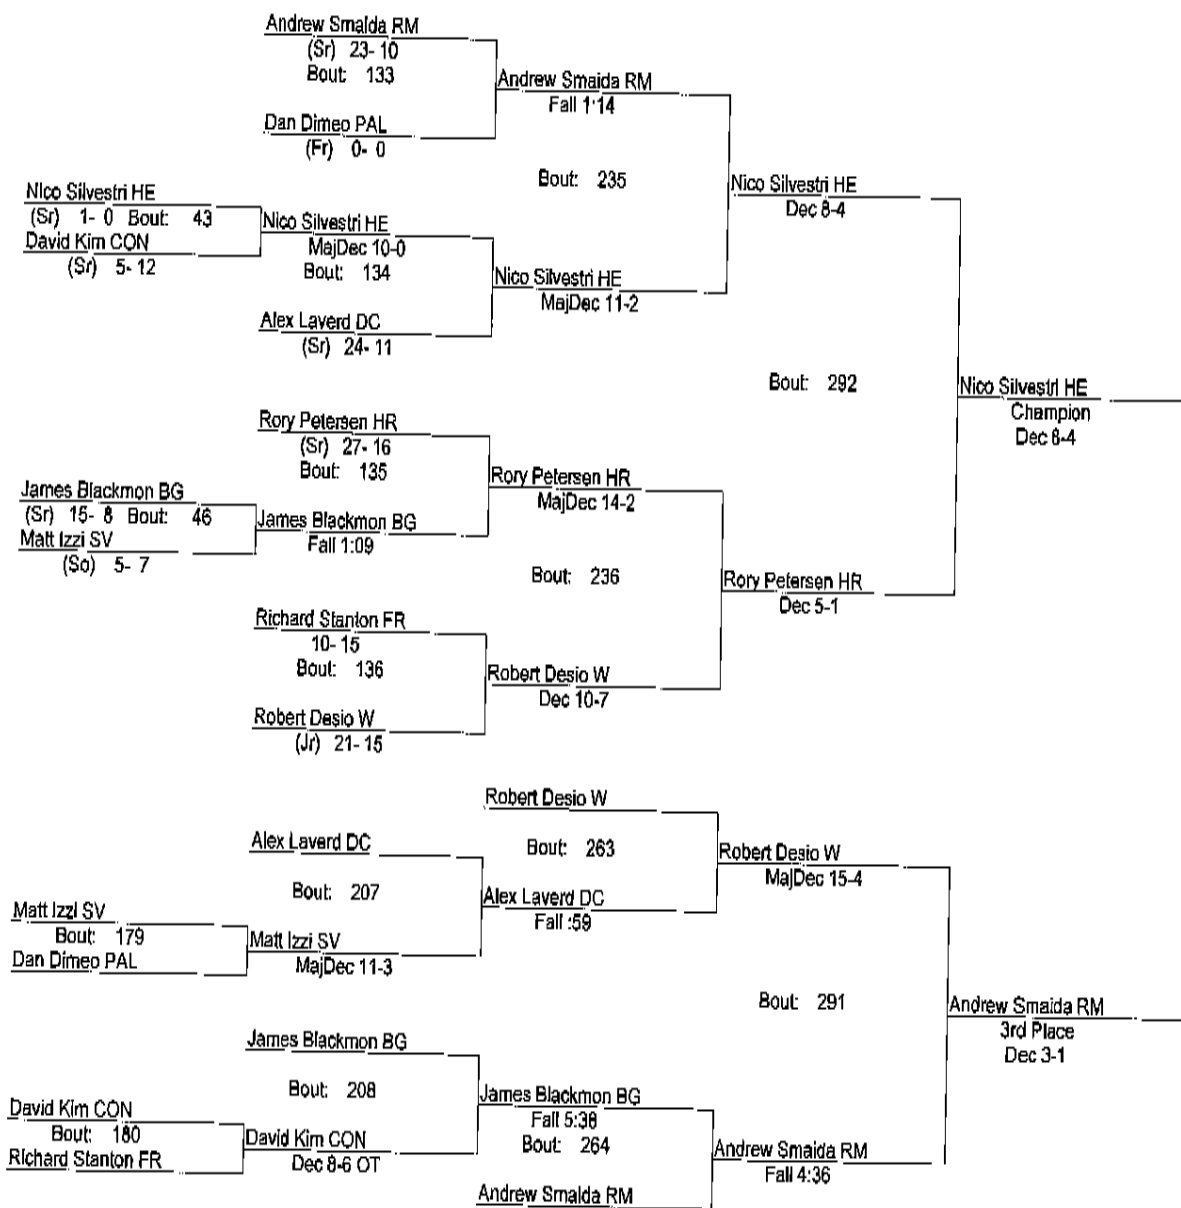 Andrew Smaida RM
(Sr) 23- 10
Bout: 133
Andrew Smaida RM
Fall 1:14
Dan Dimeo PAL
(Fr) 0- 0
Bout: 235
Nico Silvestri HE
Dec 8-4
Nico Silvestri HE
(Sr) 1- 0 Bout: 43
David Kim CON
(Sr) 5- 12
Nico Silvestri HE
MajDec 10-0
Bout: 134
Nico Silvestri HE
MajDec 11-2
Alex Laverd DC
(Sr) 24- 11
Bout: 292
Nico Silvestri HE
Champion
Dec 6-4
Rory Petersen HR
(Sr) 27- 16
Bout: 135
Rory Petersen HR
MajDec 14-2
James Blackmon BG
(Sr) 15- 8 Bout: 46
Matt Izzi SV
(So) 5- 7
James Blackmon BG
Fall 1:09
Bout: 236
Rory Petersen HR
Dec 5-1
Richard Stanton FR
10- 15
Bout: 136
Robert Desio W
Dec 10-7
Robert Desio W
(Jr) 21- 15
Robert Desio W
Bout: 263
Robert Desio W
MajDec 15-4
Alex Laverd DC
Bout: 207
Alex Laverd DC
Fall :59
Matt Izzi SV
Bout: 179
Dan Dimeo PAL
Matt Izzi SV
MajDec 11-3
Bout: 291
Andrew Smaida RM
3rd Place
Dec 3-1
James Blackmon BG
Bout: 208
James Blackmon BG
Fall 5:38
Bout: 264
David Kim CON
Bout: 180
Richard Stanton FR
David Kim CON
Dec 8-6 OT
Andrew Smaida RM
Fall 4:36
Andrew Smaida RM